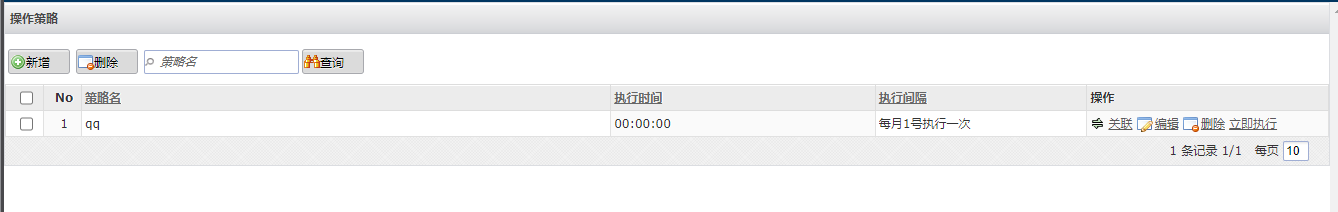 操作策略
新增 删除 策略名 查询
No 策略名 执行时间 执行间隔 操作
1 qq 00:00:00 每月1号执行一次 关联 编辑 删除 立即执行
1 条记录 1/1 每页 10